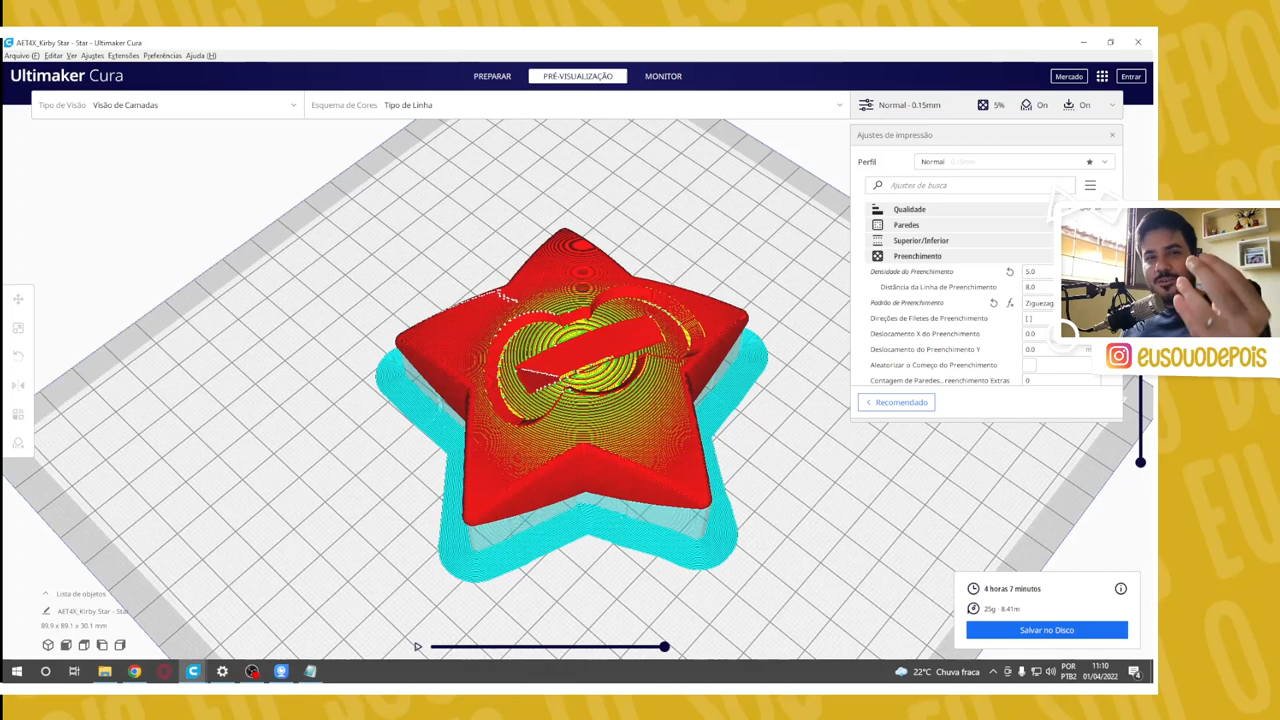 AET4X_Kirby Star - Star - Ultimaker Cura
Arquivo (F) Editar Ver Ajustes Extensões Preferências Ajuda (H)
Ultimaker Cura
PREPARAR PRÉ-VISUALIZAÇÃO MONITOR
Mercado Entrar
Tipo de Visão Visão de Camadas
Esquema de Cores Tipo de Linha
Normal - 0.15mm 5% On On
Ajustes de impressão
Perfil Normal 0.15mm
Ajustes de busca
Qualidade
Paredes
Superior/Inferior
Preenchimento
Densidade do Preenchimento 5.0
Distância da Linha de Preenchimento 8.0
Padrão de Preenchimento Ziguezag
Direções de Filetes de Preenchimento [ ]
Deslocamento X do Preenchimento 0.0
Deslocamento do Preenchimento Y 0.0
Aleatorizar o Começo do Preenchimento
Contagem de Paredes...reenchimento Extras 0
Recomendado
EUSOUODEPOIS
Lista de objetos
AET4X_Kirby Star - Star
89.9 x 89.1 x 30.1 mm
4 horas 7 minutos
25g · 8.41m
Salvar no Disco
22°C Chuva fraca
POR
PTB2
11:10
01/04/2022
4